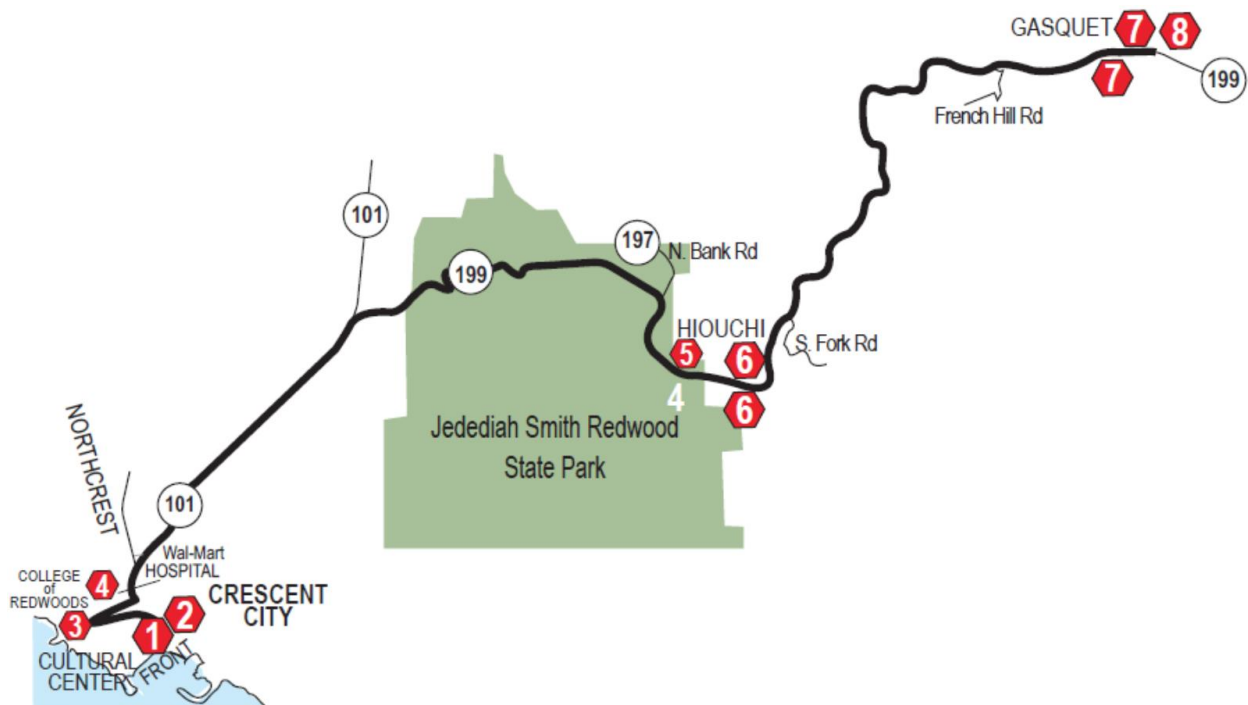 GASQUET 7 8
7
199
French Hill Rd
101
197
N. Bank Rd
199
HIOUCHI
5 6
S. Fork Rd
4 6
Jedediah Smith Redwood
State Park
NORTHCREST
101
Wal-Mart
HOSPITAL
COLLEGE
of
REDWOODS
4
3
CRESCENT
CITY
2
1
CULTURAL
CENTER
FRONT